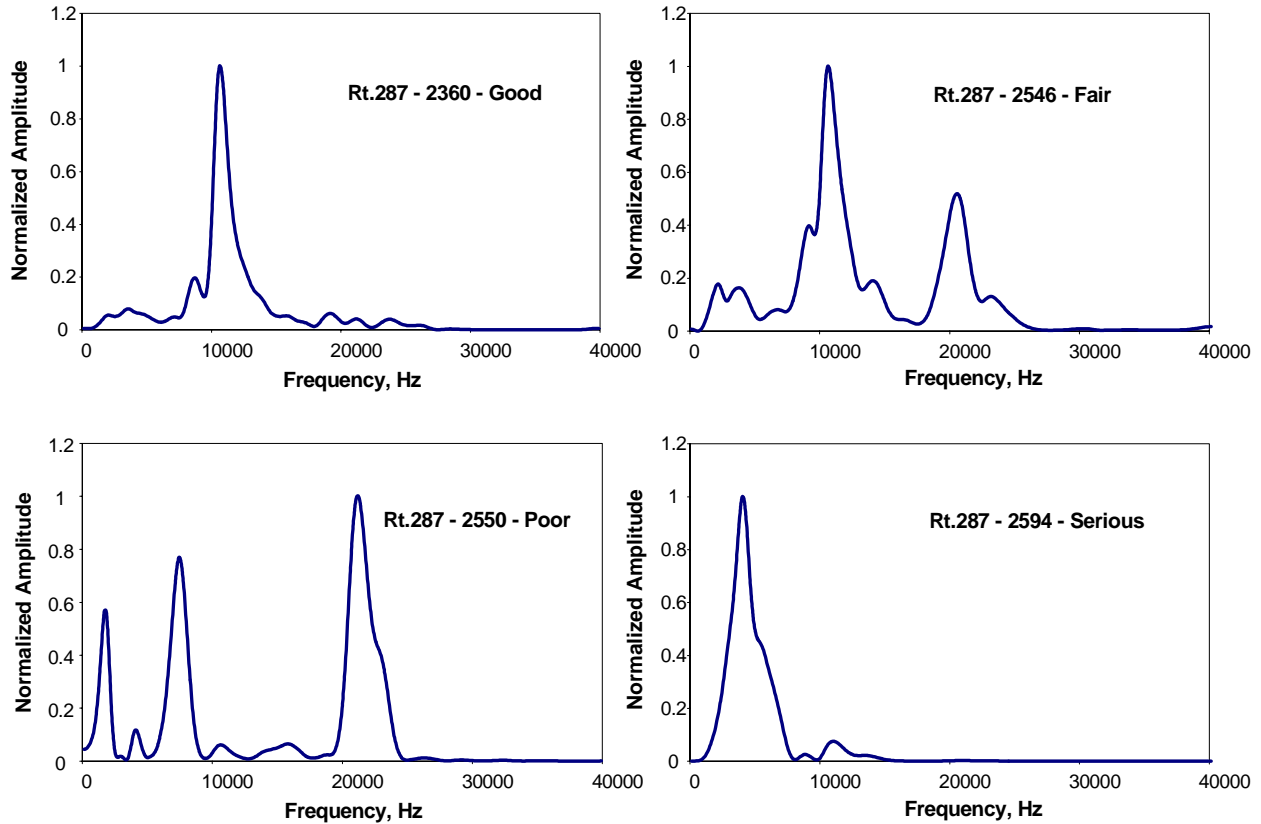 Normalized Amplitude
1.2
1
0.8
0.6
0.4
0.2
0
Rt.287 - 2360 - Good
0 10000 20000 30000 40000
Frequency, Hz
Normalized Amplitude
1.2
1
0.8
0.6
0.4
0.2
0
Rt.287 - 2546 - Fair
0 10000 20000 30000 40000
Frequency, Hz
Normalized Amplitude
1.2
1
0.8
0.6
0.4
0.2
0
Rt.287 - 2550 - Poor
0 10000 20000 30000 40000
Frequency, Hz
Normalized Amplitude
1.2
1
0.8
0.6
0.4
0.2
0
Rt.287 - 2594 - Serious
0 10000 20000 30000 40000
Frequency, Hz